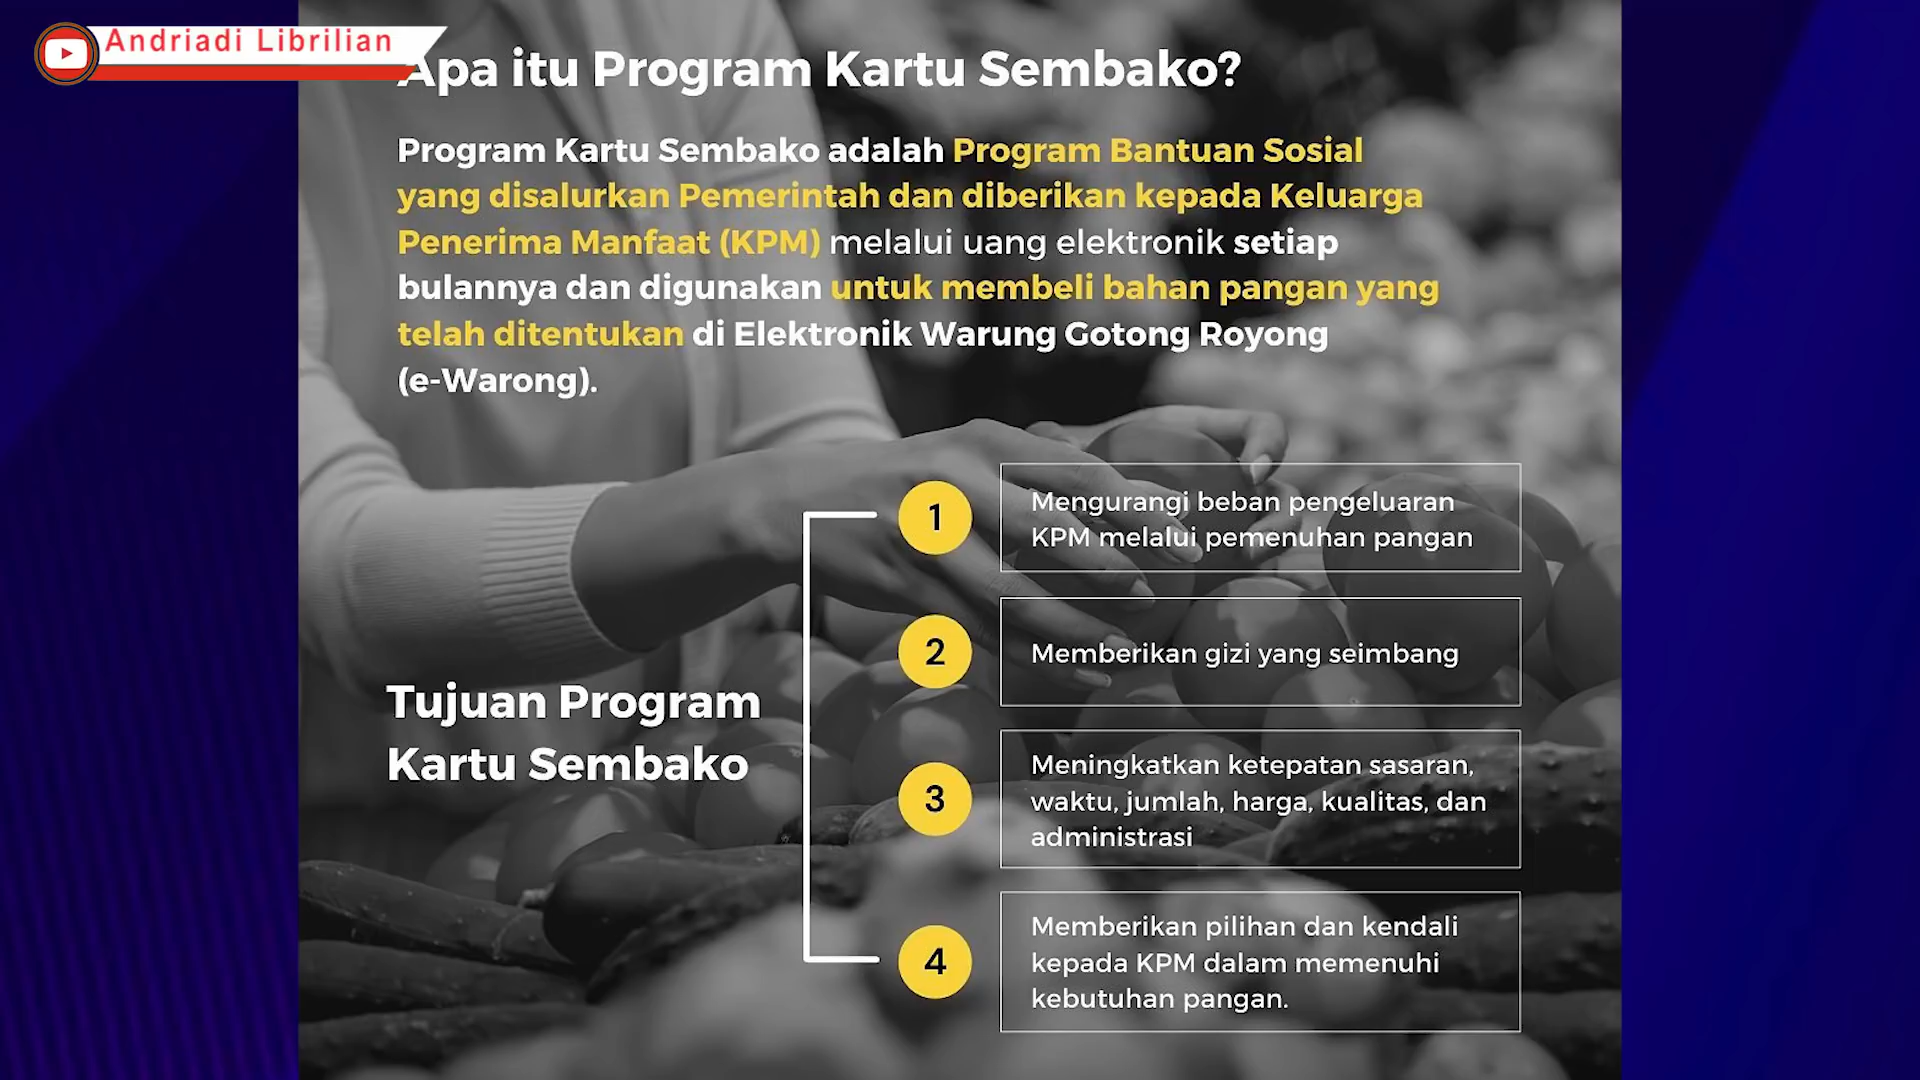 Andriadi Librilian
Apa itu Program Kartu Sembako?
Program Kartu Sembako adalah Program Bantuan Sosial
yang disalurkan Pemerintah dan diberikan kepada Keluarga
Penerima Manfaat (KPM) melalui uang elektronik setiap
bulannya dan digunakan untuk membeli bahan pangan yang
telah ditentukan di Elektronik Warung Gotong Royong
(e-Warong).
Tujuan Program
Kartu Sembako
1
Mengurangi beban pengeluaran
KPM melalui pemenuhan pangan
2
Memberikan gizi yang seimbang
3
Meningkatkan ketepatan sasaran,
waktu, jumlah, harga, kualitas, dan
administrasi
4
Memberikan pilihan dan kendali
kepada KPM dalam memenuhi
kebutuhan pangan.